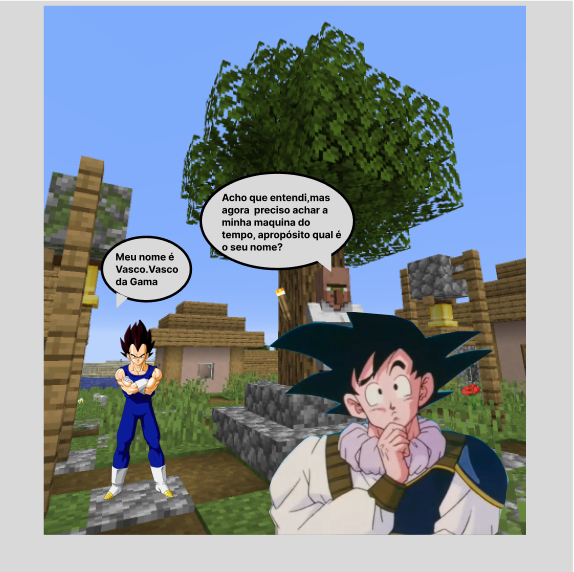 Acho que entendi,mas
agora preciso achar a
minha maquina do
tempo, apropósito qual é
o seu nome?
Meu nome é
Vasco.Vasco
da Gama